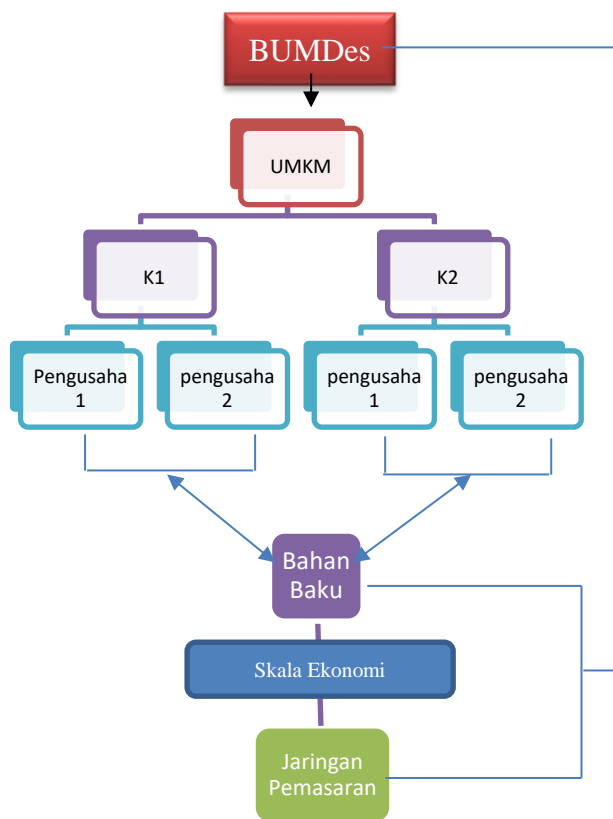 BUMDes
UMKM
K1
K2
Pengusaha
1
pengusaha
2
pengusaha
1
pengusaha
2
Bahan
Baku
Skala Ekonomi
Jaringan
Pemasaran